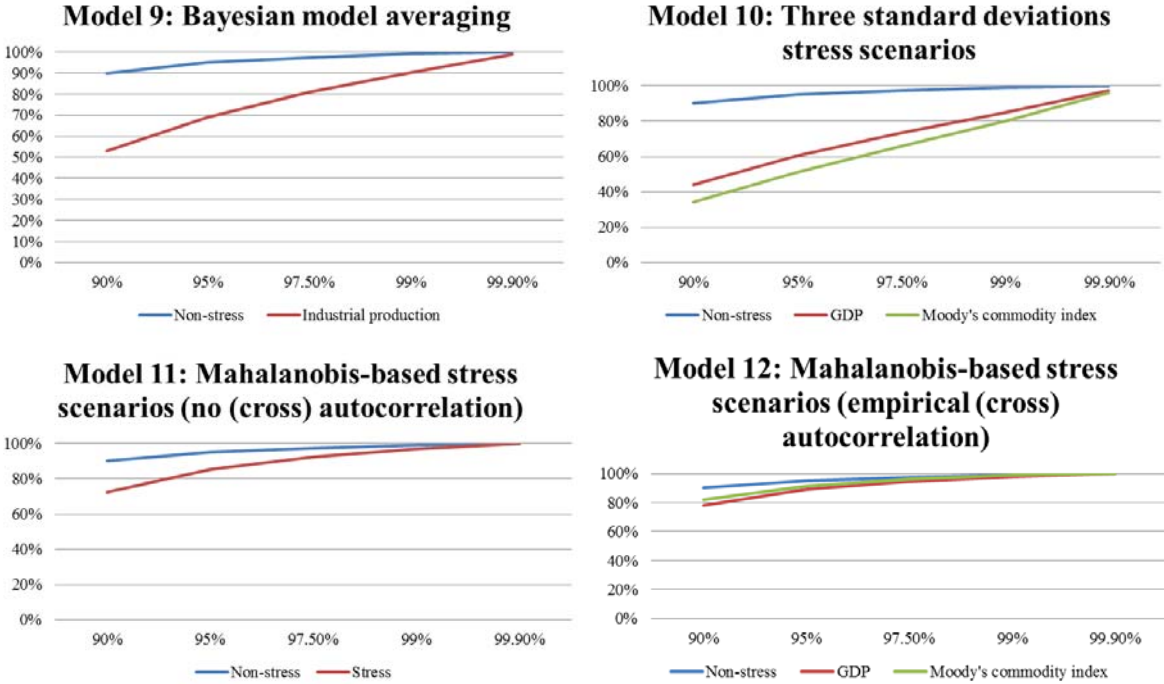 Model 9: Bayesian model averaging
100%
90%
80%
70%
60%
50%
40%
30%
20%
10%
0%
90% 95% 97.50% 99% 99.90%
Non-stress Industrial production
Model 10: Three standard deviations
stress scenarios
100%
80%
60%
40%
20%
0%
90% 95% 97.50% 99% 99.90%
Non-stress GDP Moody's commodity index
Model 11: Mahalanobis-based stress
scenarios (no (cross) autocorrelation)
100%
80%
60%
40%
20%
0%
90% 95% 97.50% 99% 99.90%
Non-stress Stress
Model 12: Mahalanobis-based stress
scenarios (empirical (cross)
autocorrelation)
100%
80%
60%
40%
20%
0%
90% 95% 97.50% 99% 99.90%
Non-stress GDP Moody's commodity index